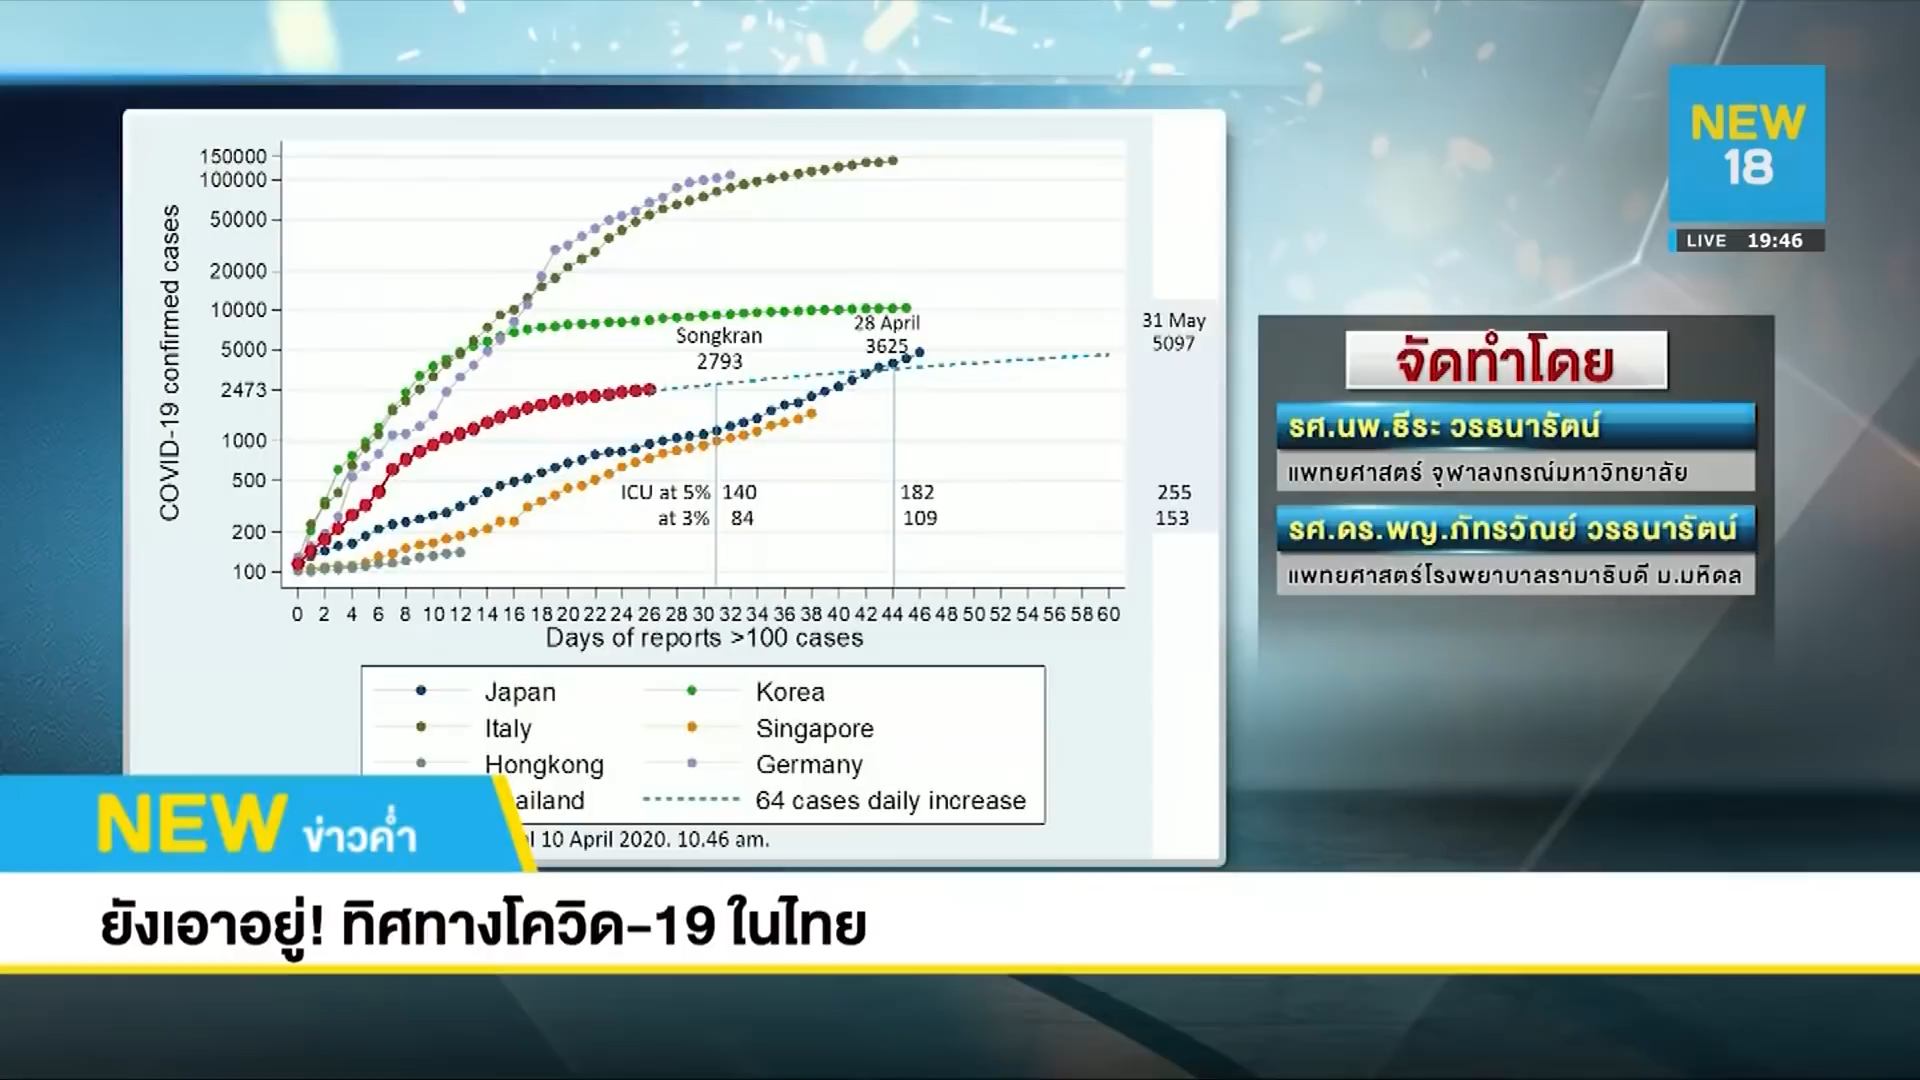 NEW
18
LIVE 19:46
150000
100000
50000
20000
10000
5000
2473
1000
500
200
100
COVID-19 confirmed cases
Songkran
2793
28 April
3625
31 May
5097
ICU at 5% 140 182 255
at 3% 84 109 153
0 2 4 6 8 10 12 14 16 18 20 22 24 26 28 30 32 34 36 38 40 42 44 46 48 50 52 54 56 58 60
Days of reports >100 cases
Japan Korea
Italy Singapore
Hongkong Germany
ailand 64 cases daily increase
10 April 2020. 10.46 am.
จัดทำโดย
รศ.นพ.ธีระ วรธนารัตน์
แพทยศาสตร์ จุฬาลงกรณ์มหาวิทยาลัย
รศ.ดร.พญ.ภัทรวัณย์ วรธนารัตน์
แพทยศาสตร์โรงพยาบาลรามาธิบดี ม.มหิดล
NEW ข่าวค่ำ
ยังเอาอยู่! ทิศทางโควิด-19 ในไทย